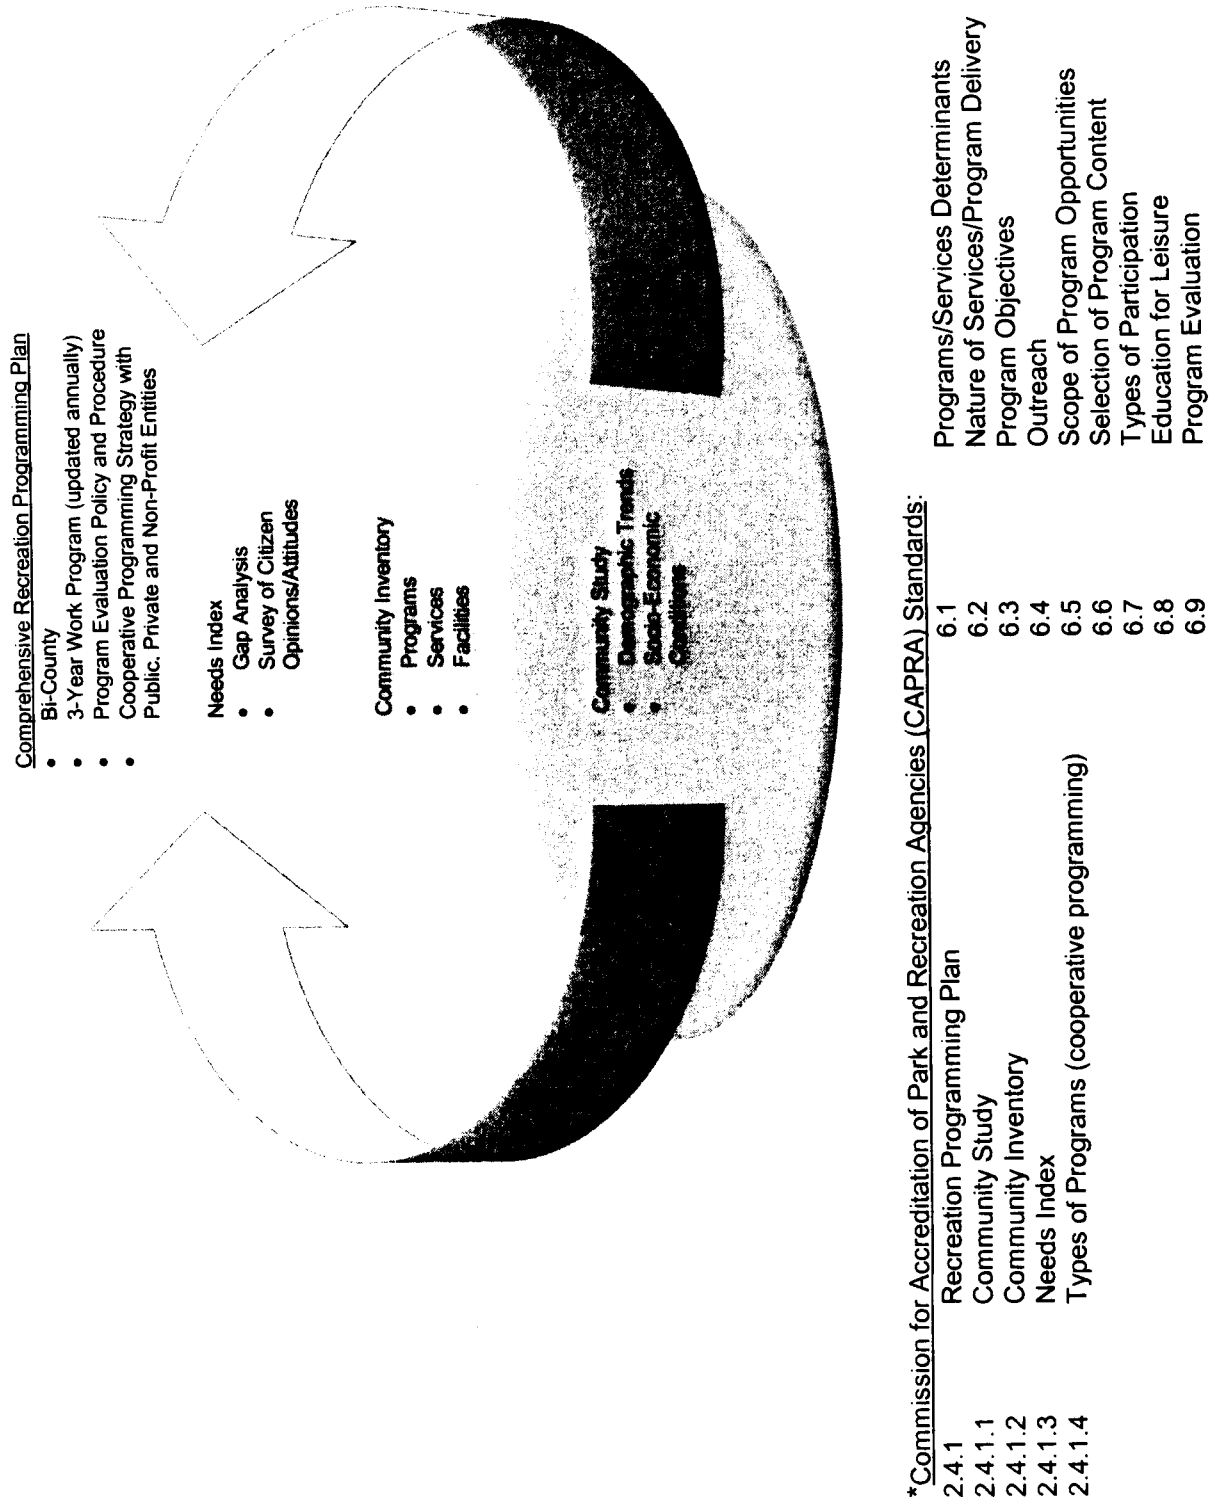 Comprehensive Recreation Programming Plan
• Bi-County
• 3-Year Work Program (updated annually)
• Program Evaluation Policy and Procedure
• Cooperative Programming Strategy with
Public. Private and Non-Profit Entities
Needs Index
• Gap Analysis
• Survey of Citizen
Opinions/Attitudes
Community Inventory
• Programs
• Services
• Facilities
Community Study
• Demographic Trends
• Socio-Economic
Conditions
*Commission for Accreditation of Park and Recreation Agencies (CAPRA) Standards:
2.4.1 Recreation Programming Plan
2.4.1.1 Community Study
2.4.1.2 Community Inventory
2.4.1.3 Needs Index
2.4.1.4 Types of Programs (cooperative programming)
6.1 Programs/Services Determinants
6.2 Nature of Services/Program Delivery
6.3 Program Objectives
6.4 Outreach
6.5 Scope of Program Opportunities
6.6 Selection of Program Content
6.7 Types of Participation
6.8 Education for Leisure
6.9 Program Evaluation